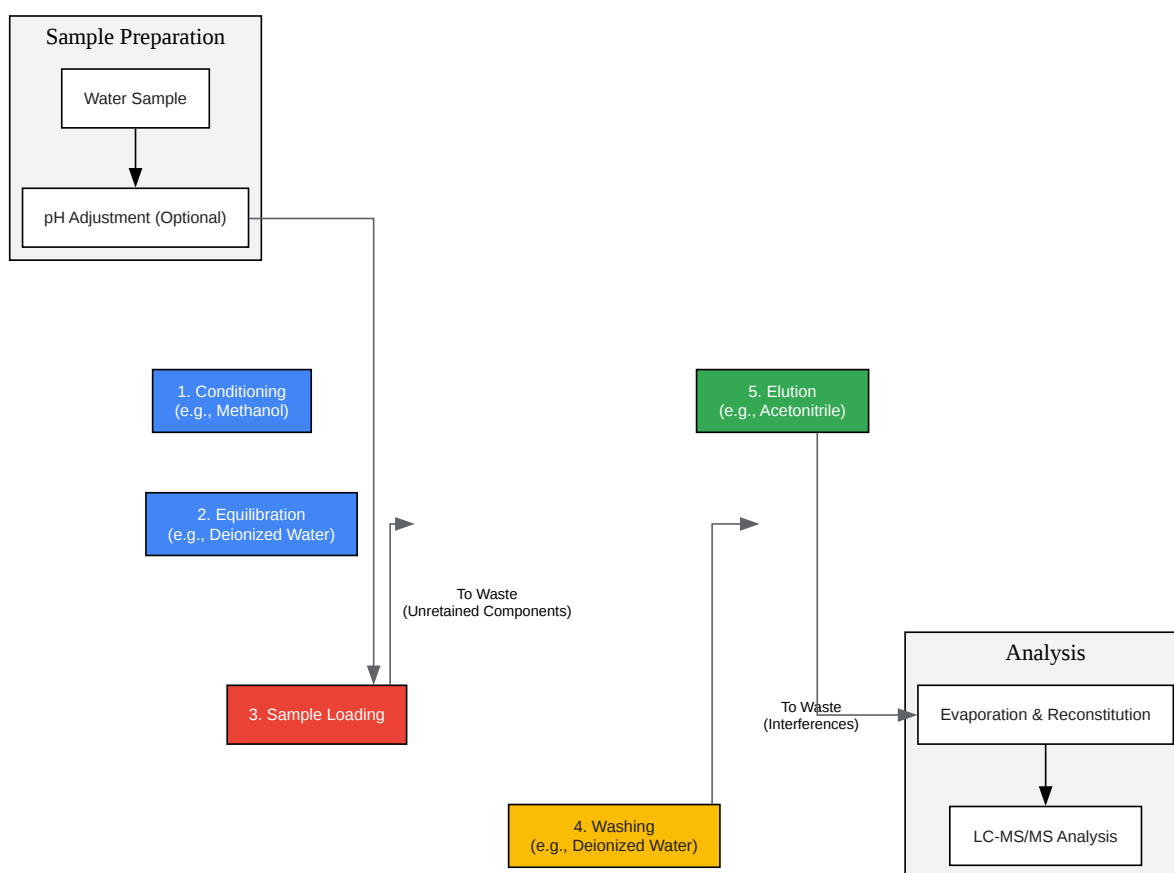 Sample Preparation
Water Sample
pH Adjustment (Optional)
1. Conditioning
(e.g., Methanol)
2. Equilibration
(e.g., Deionized Water)
To Waste
(Unretained Components)
3. Sample Loading
4. Washing
(e.g., Deionized Water)
To Waste
(Interferences)
5. Elution
(e.g., Acetonitrile)
Analysis
Evaporation & Reconstitution
LC-MS/MS Analysis